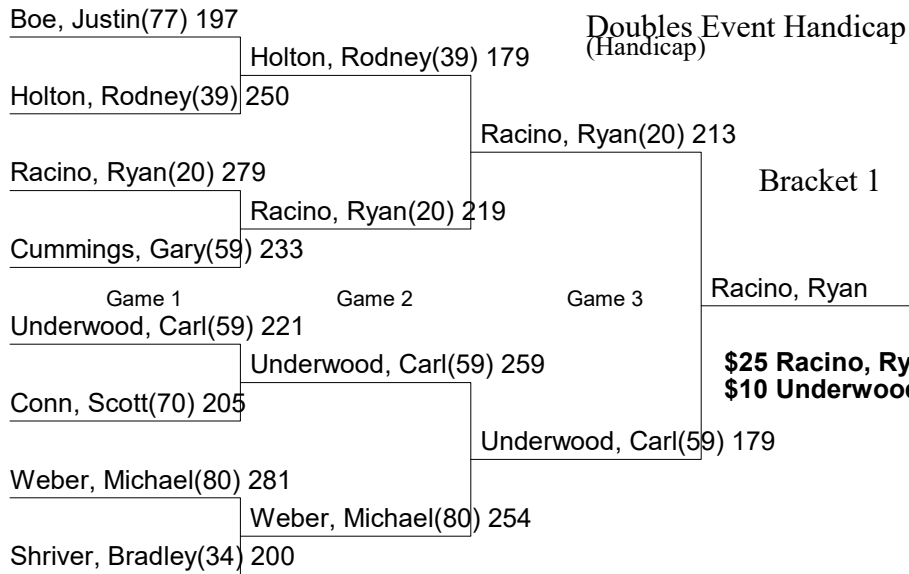 Boe, Justin(77) 197
Doubles Event Handicap
(Handicap)
Holton, Rodney(39) 179
Holton, Rodney(39) 250
Racino, Ryan(20) 213
Racino, Ryan(20) 279
Bracket 1
Racino, Ryan(20) 219
Cummings, Gary(59) 233
Game 1
Game 2
Game 3
Racino, Ryan
Underwood, Carl(59) 221
Underwood, Carl(59) 259
$25 Racino, Ry
$10 Underwood
Conn, Scott(70) 205
Underwood, Carl(59) 179
Weber, Michael(80) 281
Weber, Michael(80) 254
Shriver, Bradley(34) 200